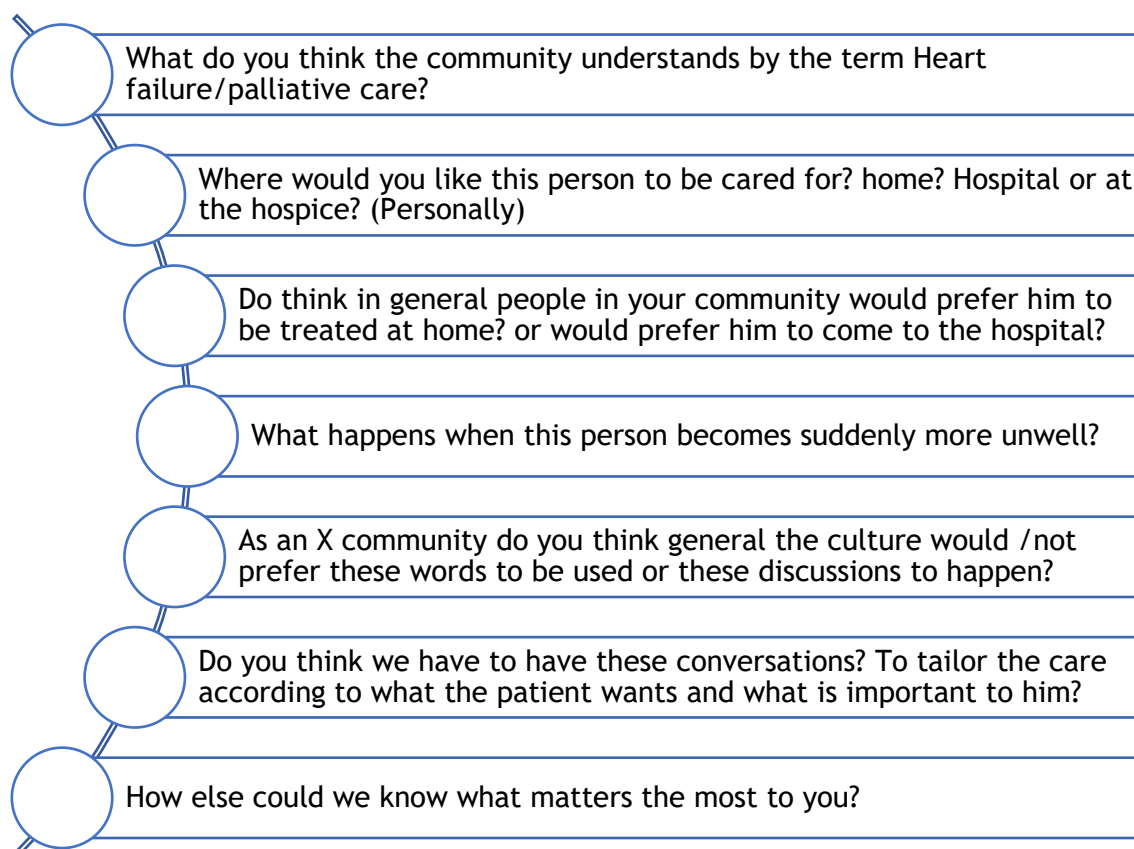 What do you think the community understands by the term Heart
failure/palliative care?
Where would you like this person to be cared for? home? Hospital or at
the hospice? (Personally)
Do think in general people in your community would prefer him to
be treated at home? or would prefer him to come to the hospital?
What happens when this person becomes suddenly more unwell?
As an X community do you think general the culture would /not
prefer these words to be used or these discussions to happen?
Do you think we have to have these conversations? To tailor the care
according to what the patient wants and what is important to him?
How else could we know what matters the most to you?